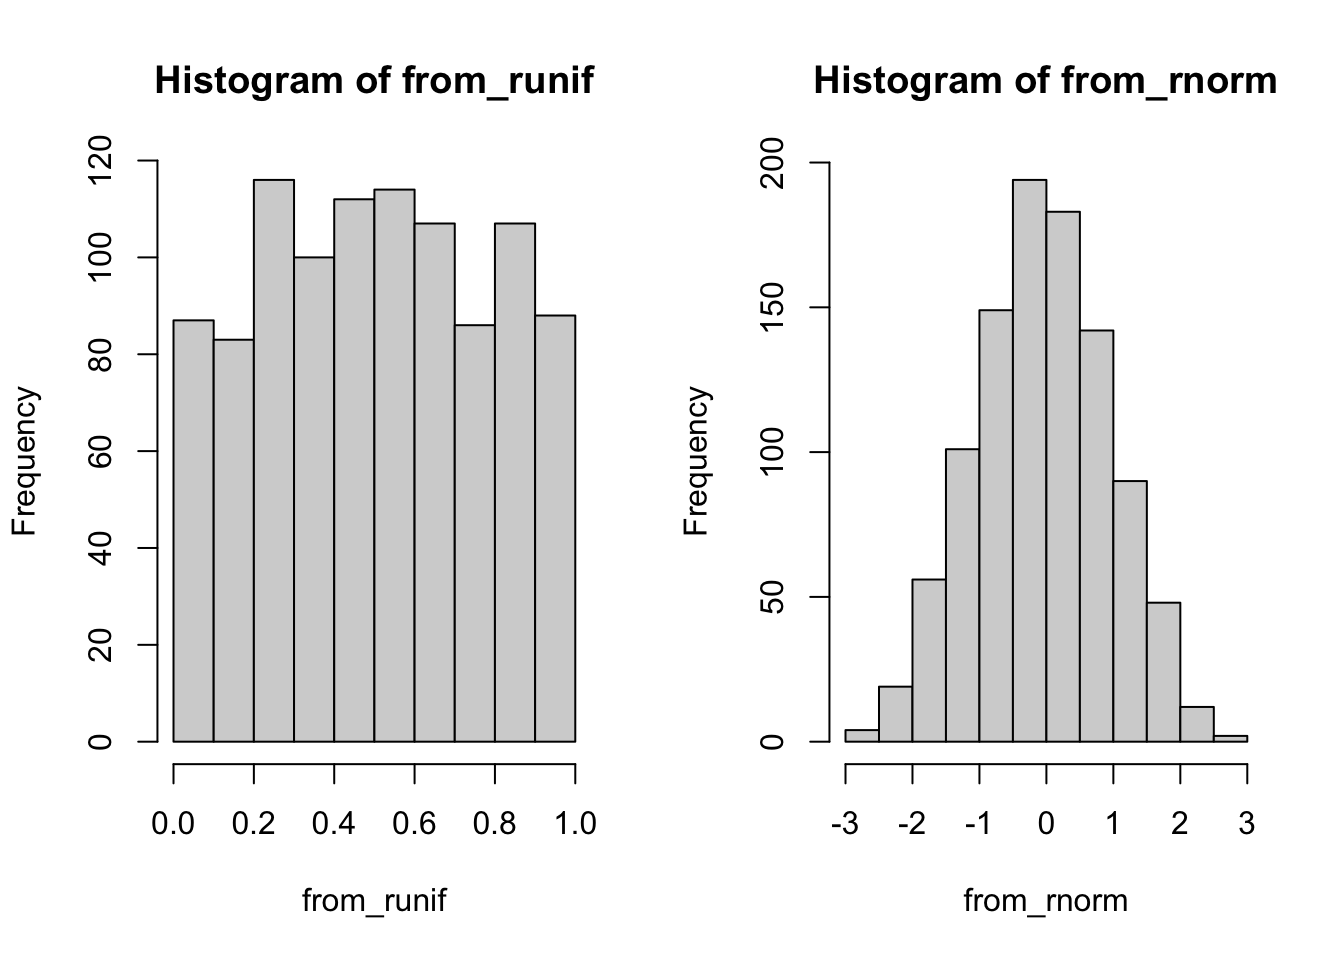 Histogram of from_runif
Frequency
0
20
40
60
80
100
120
0.0 0.2 0.4 0.6 0.8 1.0
from_runif
Histogram of from_rnorm
Frequency
0
50
100
150
200
-3 -2 -1 0 1 2 3
from_rnorm